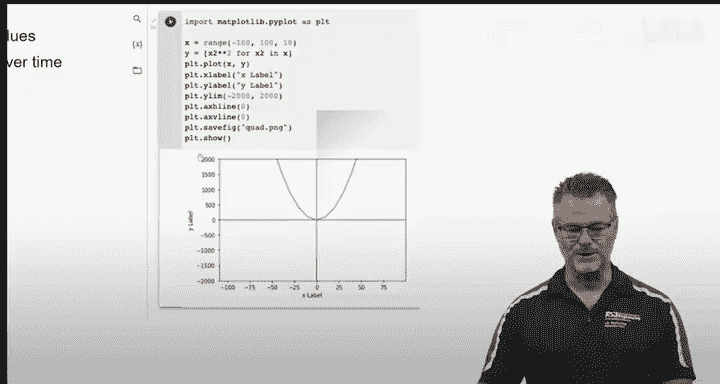 lues
ver time
{x}
import matplotlib.pyplot as plt
x = range(-100, 100, 10)
y = [x2**2 for x2 in x]
plt.plot(x, y)
plt.xlabel("x Label")
plt.ylabel("y Label")
plt.ylim(-2000, 2000)
plt.axhline(0)
plt.axvline(0)
plt.savefig("quad.png")
plt.show()
2000
1500
1000
500
0
-500
-1000
-1500
-2000
y Label
-100 -75 -50 -25 0 25 50 75
x Label